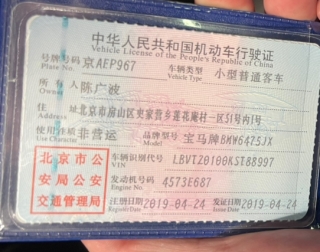 中华人民共和国机动车行驶证
Vehicle License of the People's Republic of China
号牌号码 京AEP967 车辆类型 小型普通客车
Plate No. Vehicle Type
所有人 陈广波
Owner
住址 北京市房山区史家营乡莲花庵村一区51号内1号
Address
使用性质 非营运 品牌型号 宝马牌BMW6475JX
Use Character Model
北京市公
安局公安
交通管理局
车辆识别代号 LBVTZ0100KST88997
VIN
发动机号码 4573E687
Engine No.
注册日期 2019-04-24 发证日期 2019-04-24
Register Date Issue Date